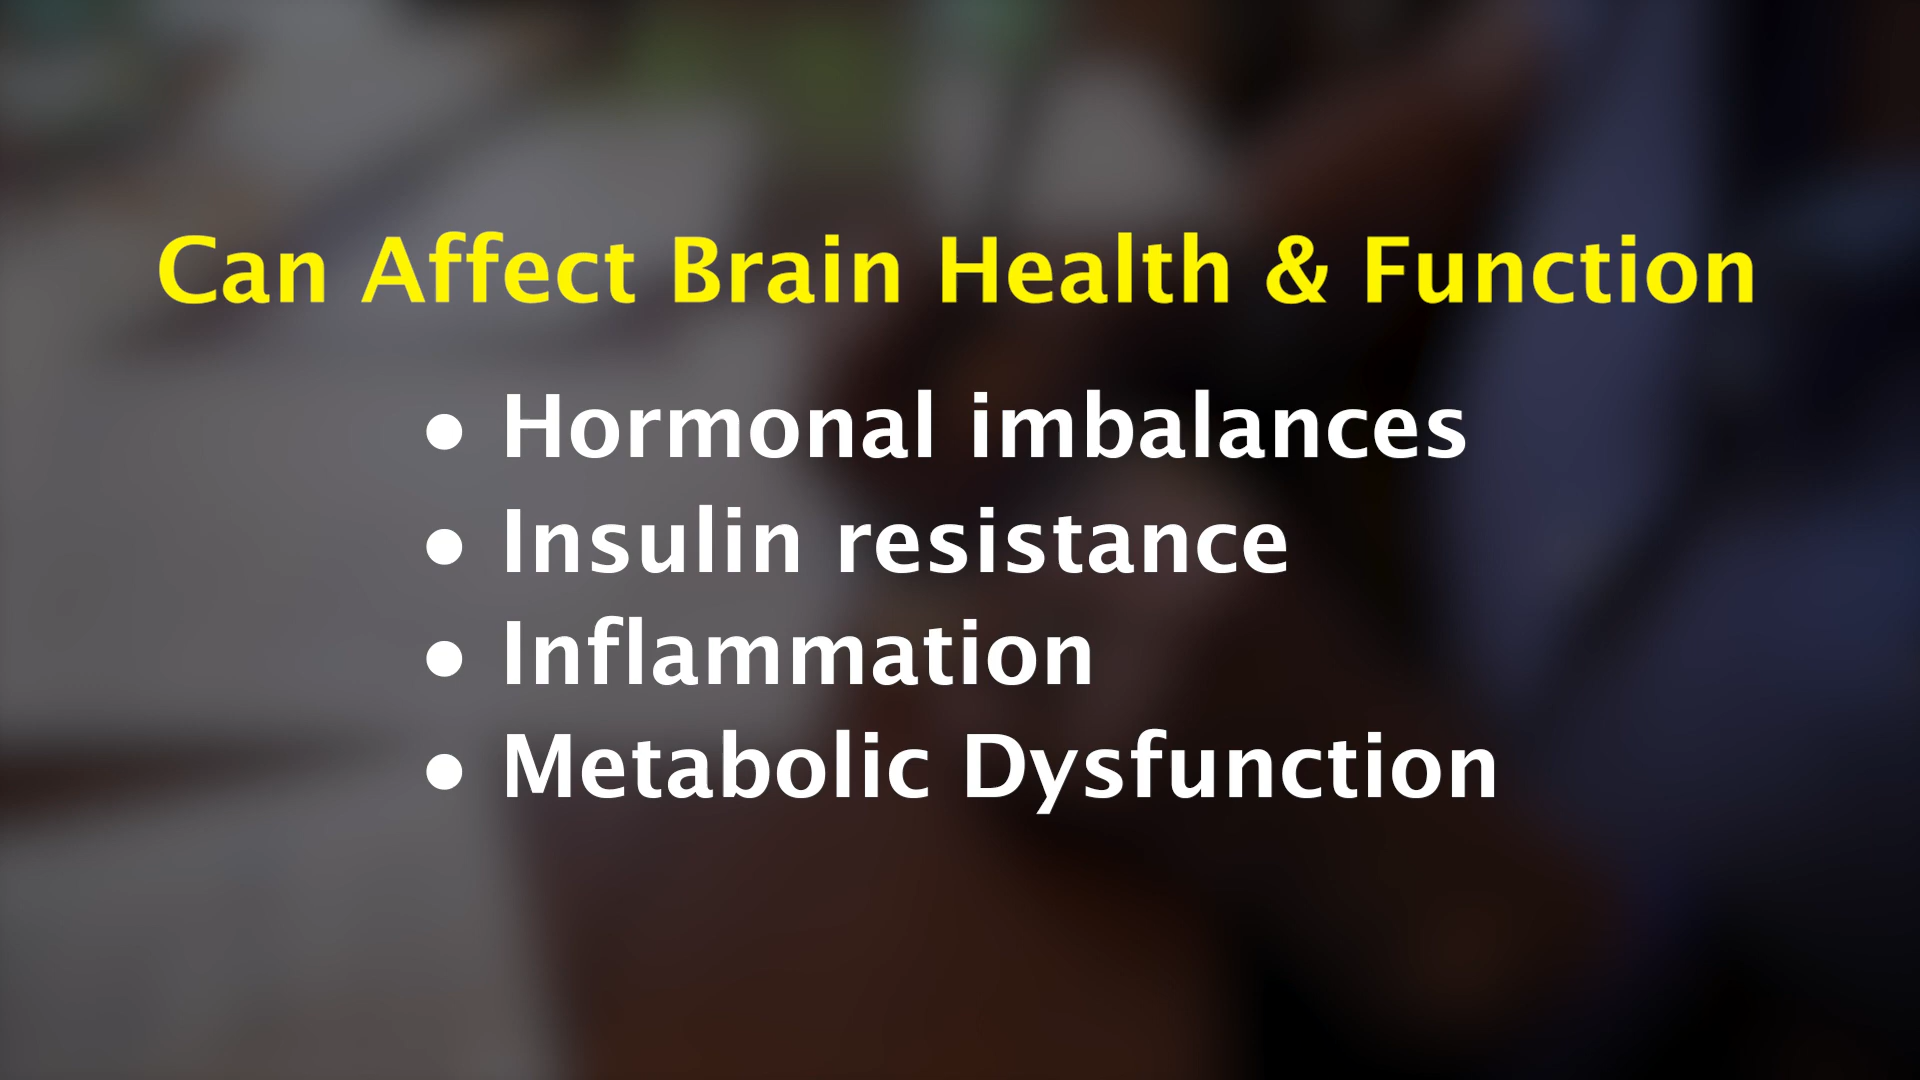 Can Affect Brain Health & Function
• Hormonal imbalances
• Insulin resistance
• Inflammation
• Metabolic Dysfunction